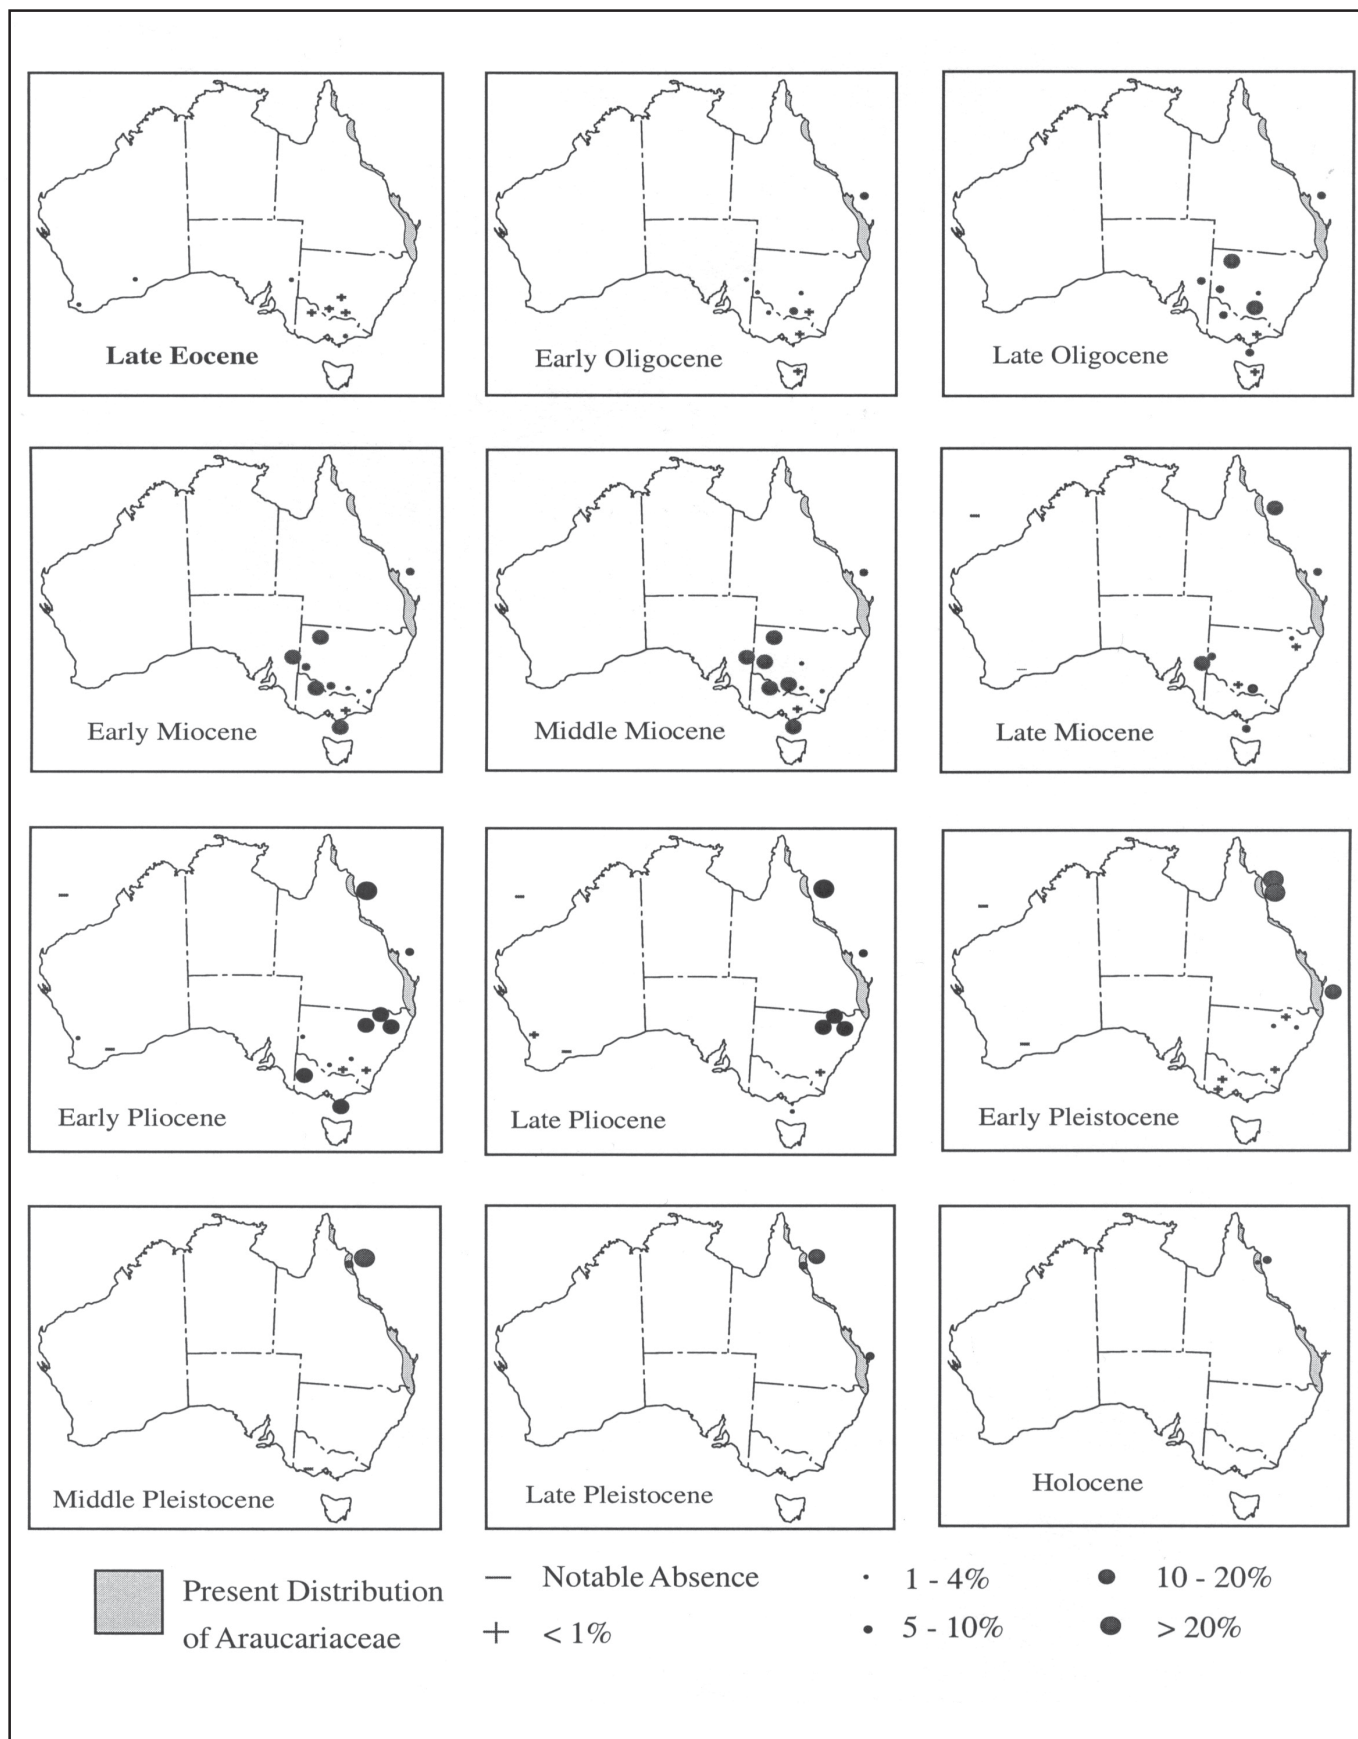 Late Eocene
Early Oligocene
Late Oligocene
Early Miocene
Middle Miocene
Late Miocene
Early Pliocene
Late Pliocene
Early Pleistocene
Middle Pleistocene
Late Pleistocene
Holocene
Present Distribution
of Araucariaceae
— Notable Absence
+ < 1%
1 - 4%
5 - 10%
10 - 20%
> 20%